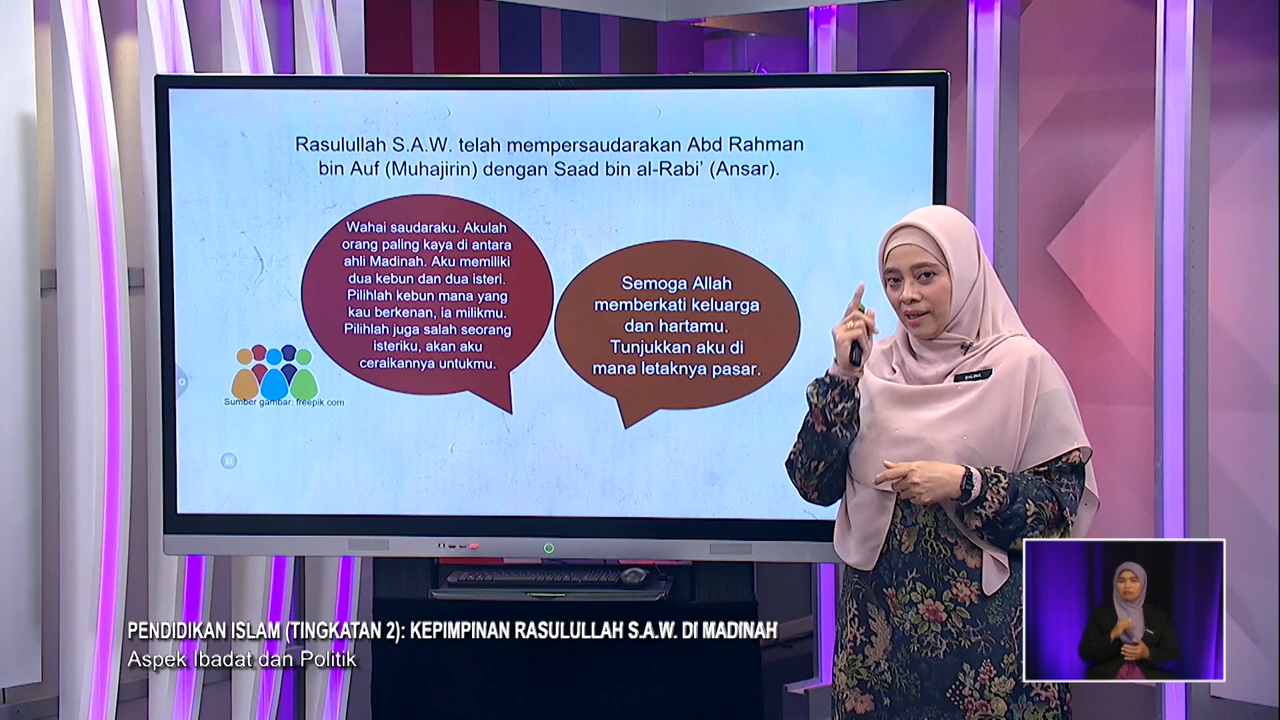 Rasulullah S.A.W. telah mempersaudarakan Abd Rahman
bin Auf (Muhajirin) dengan Saad bin al-Rabi’ (Ansar).
Wahai saudaraku. Akulah
orang paling kaya di antara
ahli Madinah. Aku memiliki
dua kebun dan dua isteri.
Pilihlah kebun mana yang
kau berkenan, ia milikmu.
Pilihlah juga salah seorang
isteriku, akan aku
ceraikannya untukmu.
Semoga Allah
memberkati keluarga
dan hartamu.
Tunjukkan aku di
mana letaknya pasar.
Sumber gambar: freepik.com
DALINA
PENDIDIKAN ISLAM (TINGKATAN 2): KEPIMPINAN RASULULLAH S.A.W. DI MADINAH
Aspek Ibadat dan Politik